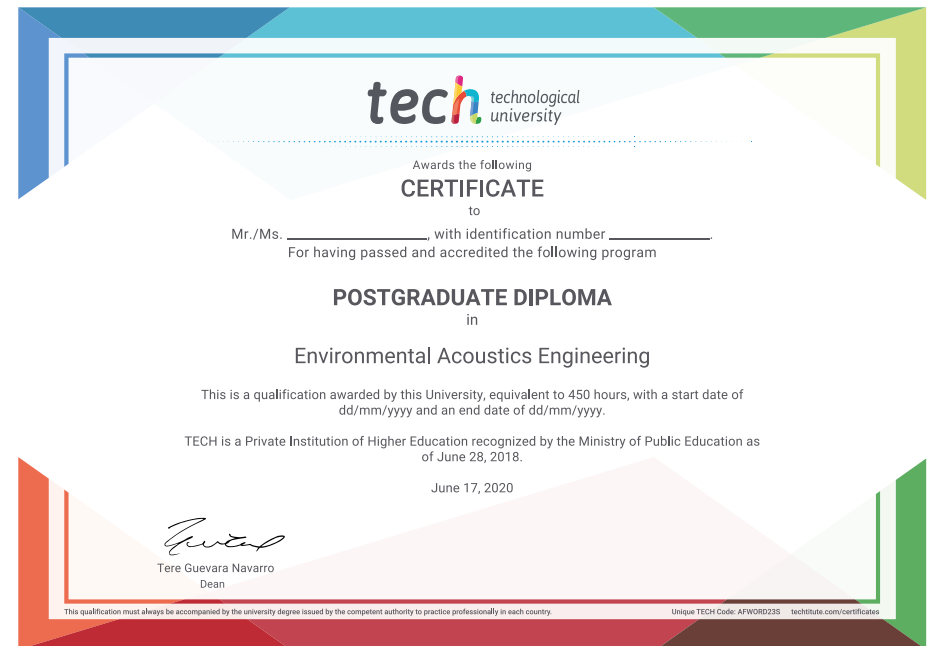 tech technological
university
Awards the following
CERTIFICATE
to
Mr./Ms. ____________________, with identification number ______________.
For having passed and accredited the following program
POSTGRADUATE DIPLOMA
in
Environmental Acoustics Engineering
This is a qualification awarded by this University, equivalent to 450 hours, with a start date of
dd/mm/yyyy and an end date of dd/mm/yyyy.
TECH is a Private Institution of Higher Education recognized by the Ministry of Public Education as
of June 28, 2018.
June 17, 2020
Tere Guevara Navarro
Dean
This qualification must always be accompanied by the university degree issued by the competent authority to practice professionally in each country.
Unique TECH Code: AFWORD23S techtitute.com/certificates